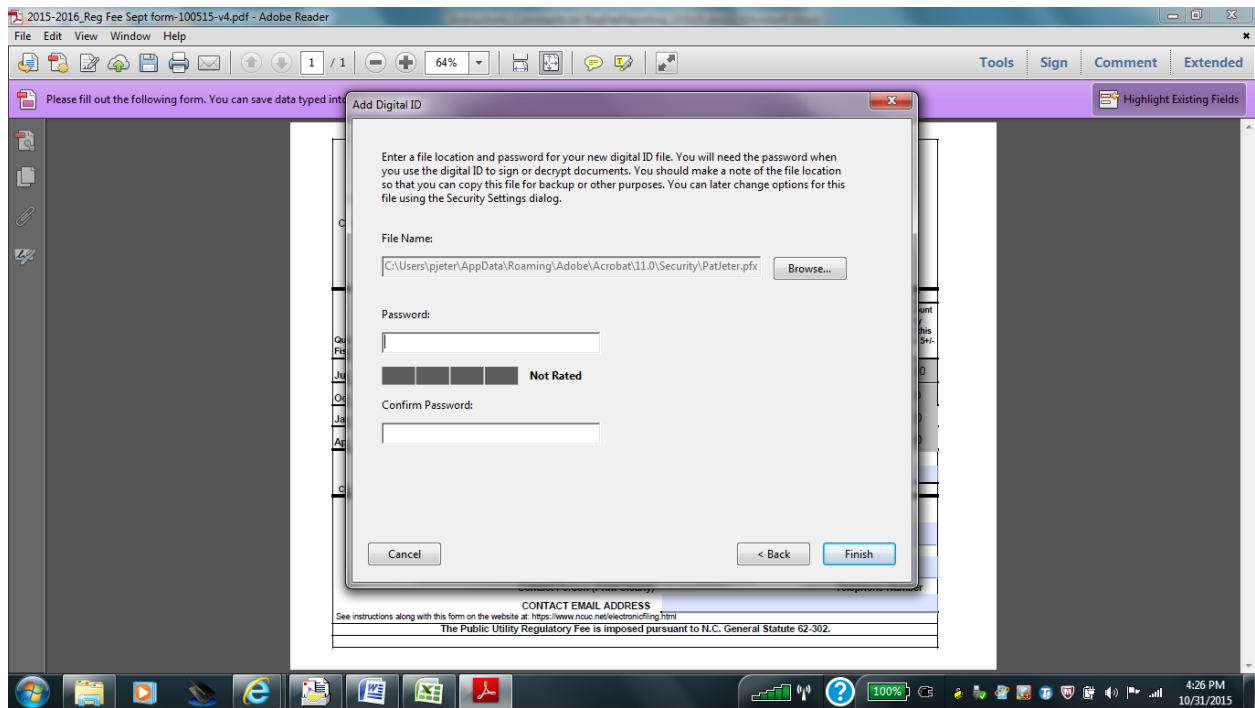 2015-2016_Reg Fee Sept form-100515-v4.pdf - Adobe Reader
File Edit View Window Help
1 / 1 64% Tools Sign Comment Extended
Please fill out the following form. You can save data typed into
Highlight Existing Fields
Add Digital ID
Enter a file location and password for your new digital ID file. You will need the password when
you use the digital ID to sign or decrypt documents. You should make a note of the file location
so that you can copy this file for backup or other purposes. You can later change options for this
file using the Security Settings dialog.
File Name:
C:\Users\pjeter\AppData\Roaming\Adobe\Acrobat\11.0\Security\PatJeter.pfx
Browse...
Password:
Not Rated
Confirm Password:
Cancel < Back Finish
CONTACT EMAIL ADDRESS
See instructions along with this form on the website at: https://www.ncuc.net/electronicfiling.html
The Public Utility Regulatory Fee is imposed pursuant to N.C. General Statute 62-302.
100%
4:26 PM
10/31/2015